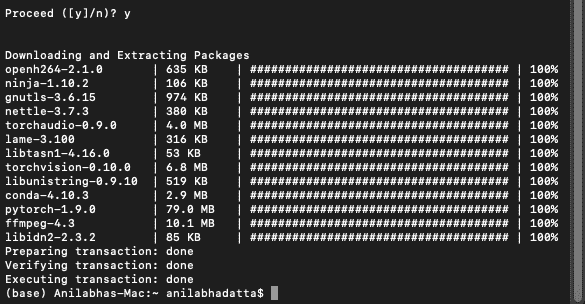 Proceed ([y]/n)? y
Downloading and Extracting Packages
openh264-2.1.0       | 635 KB    | ##################################### | 100%
ninja-1.10.2         | 106 KB    | ##################################### | 100%
gnutls-3.6.15        | 974 KB    | ##################################### | 100%
nettle-3.7.3         | 380 KB    | ##################################### | 100%
torchaudio-0.9.0     | 4.0 MB    | ##################################### | 100%
lame-3.100           | 316 KB    | ##################################### | 100%
libtasn1-4.16.0      | 53 KB     | ##################################### | 100%
torchvision-0.10.0   | 6.8 MB    | ##################################### | 100%
libunistring-0.9.10  | 519 KB    | ##################################### | 100%
conda-4.10.3         | 2.9 MB    | ##################################### | 100%
pytorch-1.9.0        | 79.0 MB   | ##################################### | 100%
ffmpeg-4.3           | 10.1 MB   | ##################################### | 100%
libidn2-2.3.2        | 85 KB     | ##################################### | 100%
Preparing transaction: done
Verifying transaction: done
Executing transaction: done
(base) Anilabhas-Mac:~ anilabhadatta$